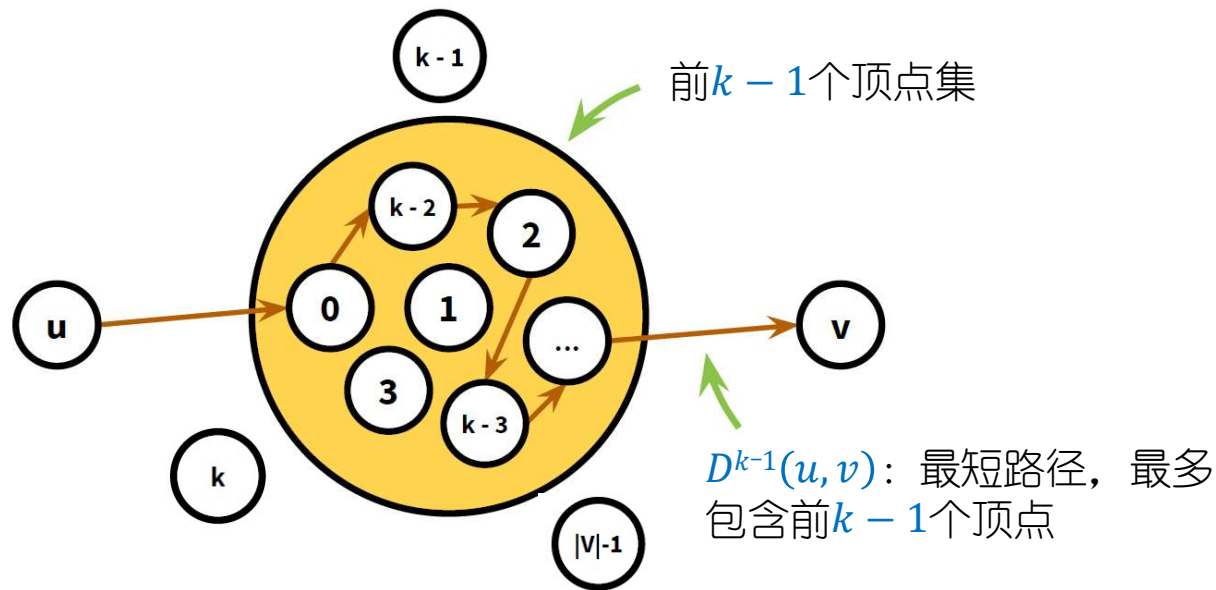 k - 1
前k − 1个顶点集
k - 2
2
0
1
u
...
v
3
k - 3
k
D^{k−1}(u, v)：最短路径，最多
包含前k − 1个顶点
|V|-1